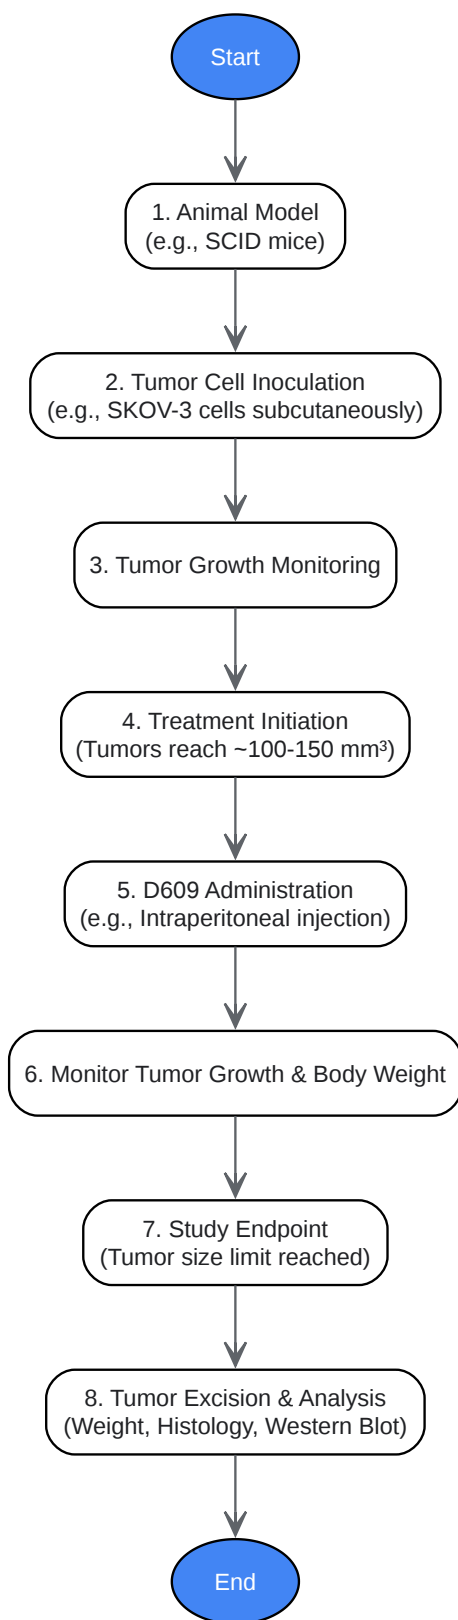 Start
1. Animal Model
(e.g., SCID mice)
2. Tumor Cell Inoculation
(e.g., SKOV-3 cells subcutaneously)
3. Tumor Growth Monitoring
4. Treatment Initiation
(Tumors reach ~100-150 mm³)
5. D609 Administration
(e.g., Intraperitoneal injection)
6. Monitor Tumor Growth & Body Weight
7. Study Endpoint
(Tumor size limit reached)
8. Tumor Excision & Analysis
(Weight, Histology, Western Blot)
End